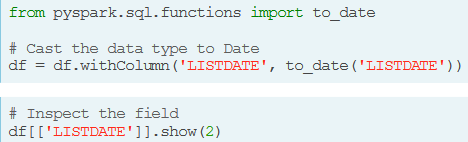 from pyspark.sql.functions import to_date
# Cast the data type to Date
df = df.withColumn('LISTDATE', to_date('LISTDATE'))
# Inspect the field
df[['LISTDATE']].show(2)